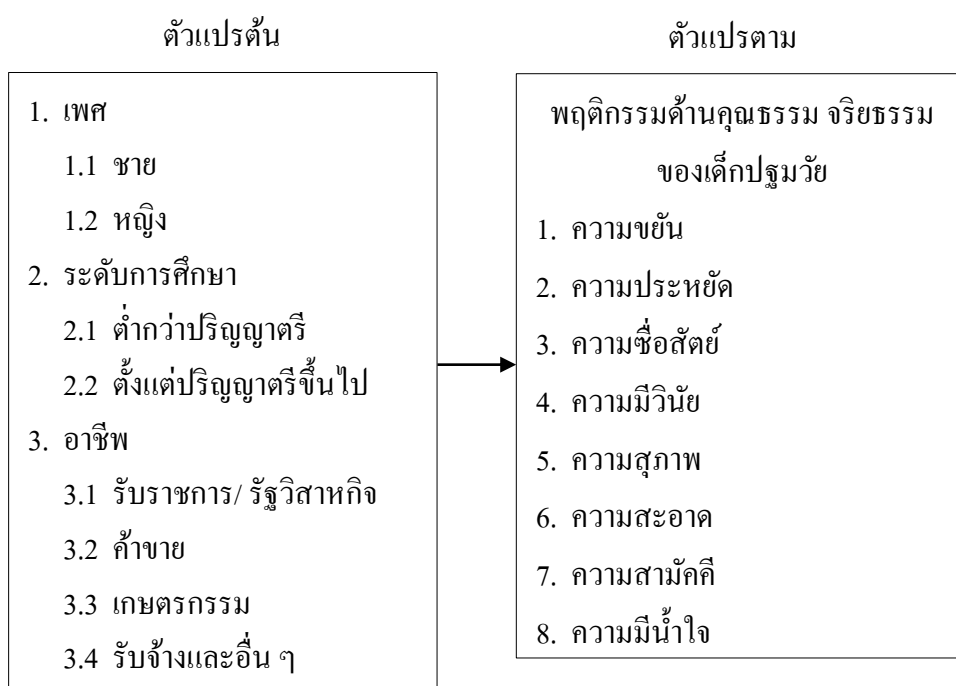 ตัวแปรต้น
1. เพศ
1.1 ชาย
1.2 หญิง
2. ระดับการศึกษา
2.1 ต่ำกว่าปริญญาตรี
2.2 ตั้งแต่ปริญญาตรีขึ้นไป
3. อาชีพ
3.1 รับราชการ/ รัฐวิสาหกิจ
3.2 ค้าขาย
3.3 เกษตรกรรม
3.4 รับจ้างและอื่น ๆ
ตัวแปรตาม
พฤติกรรมด้านคุณธรรม จริยธรรม
ของเด็กปฐมวัย
1. ความขยัน
2. ความประหยัด
3. ความซื่อสัตย์
4. ความมีวินัย
5. ความสุภาพ
6. ความสะอาด
7. ความสามัคคี
8. ความมีน้ำใจ